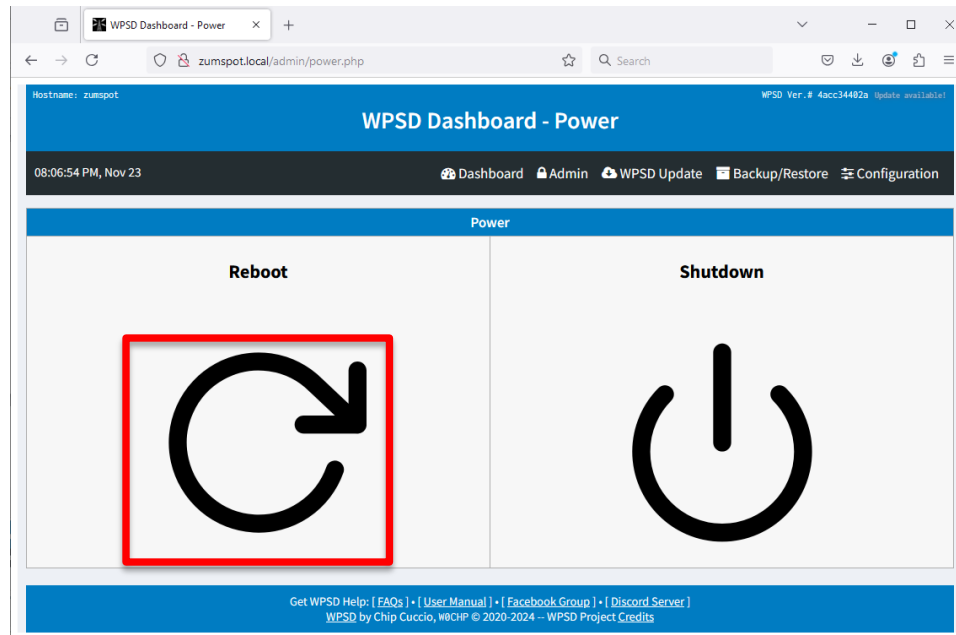 WPSD Dashboard - Power
zumspot.local/admin/power.php
Search
Hostname: zumspot
WPSD Ver.# 4acc34402a Update available!
WPSD Dashboard - Power
08:06:54 PM, Nov 23
Dashboard Admin WPSD Update Backup/Restore Configuration
Power
Reboot
Shutdown
Get WPSD Help: [ FAQs ] • [ User Manual ] • [ Facebook Group ] • [ Discord Server ]
WPSD by Chip Cuccio, W0CHP © 2020-2024 -- WPSD Project Credits